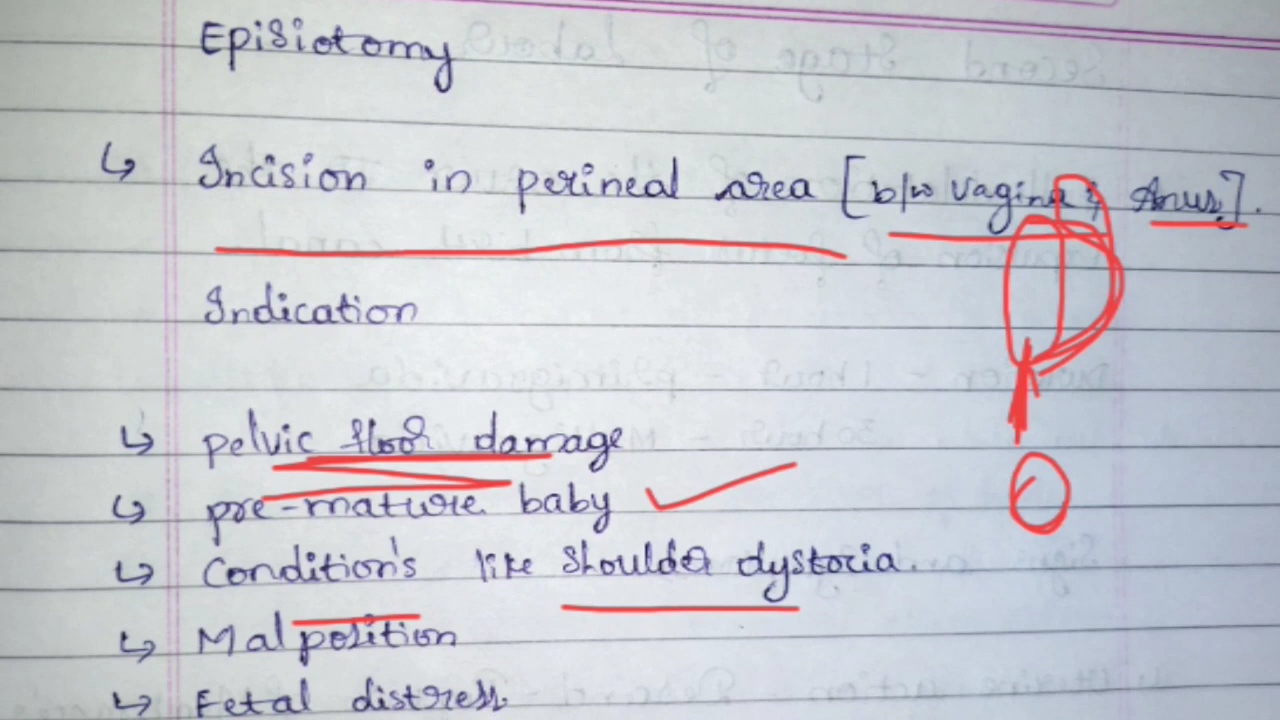 Episiotomy
↳ Incision in perineal area [b/w vagina & Anus].
Indication
↳ pelvic floor damage
↳ pre-mature baby
↳ Condition's like shoulder dystocia.
↳ Malposition
↳ Fetal distress.